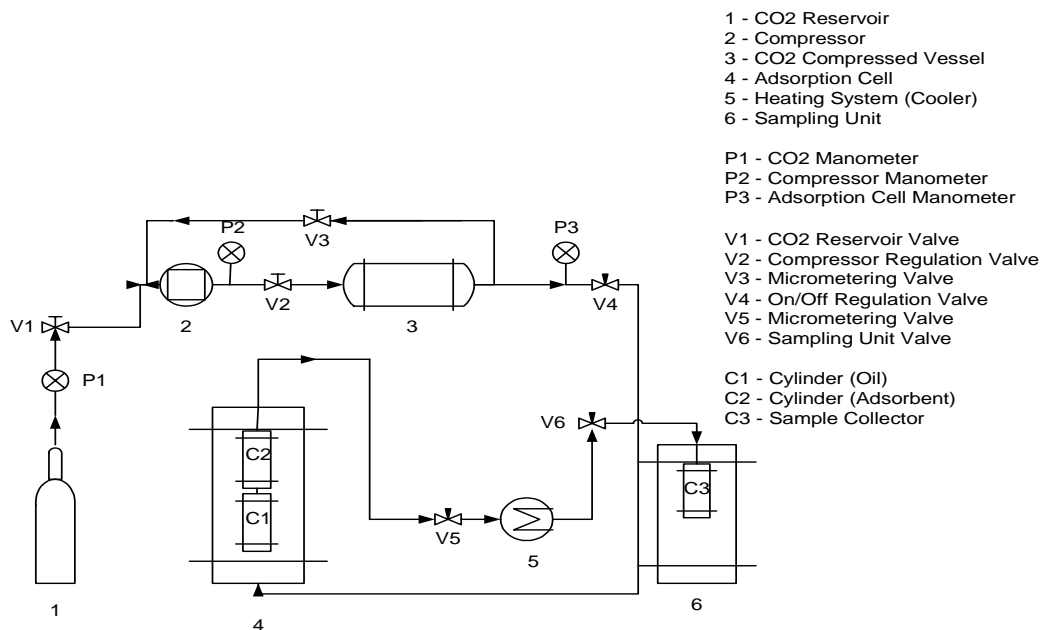 1 - CO2 Reservoir
2 - Compressor
3 - CO2 Compressed Vessel
4 - Adsorption Cell
5 - Heating System (Cooler)
6 - Sampling Unit
P1 - CO2 Manometer
P2 - Compressor Manometer
P3 - Adsorption Cell Manometer
V1 - CO2 Reservoir Valve
V2 - Compressor Regulation Valve
V3 - Micrometering Valve
V4 - On/Off Regulation Valve
V5 - Micrometering Valve
V6 - Sampling Unit Valve
C1 - Cylinder (Oil)
C2 - Cylinder (Adsorbent)
C3 - Sample Collector
P2
V3
P3
V2
V4
2
3
V1
P1
V6
C2
C3
C1
V5
5
1
4
6